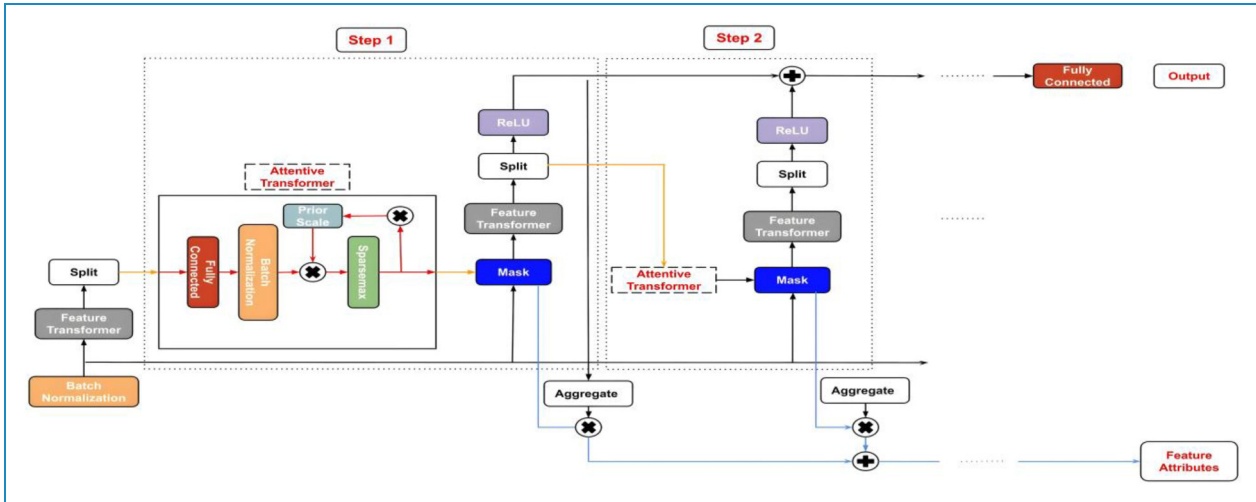 Step 1
Step 2
Fully
Connected
Output
ReLU
ReLU
Split
Split
Attentive
Transformer
Prior
Scale
Feature
Transformer
Feature
Transformer
Fully
Connected
Batch
Normalization
Sparsemax
Split
Mask
Attentive
Transformer
Mask
Feature
Transformer
Batch
Normalization
Aggregate
Aggregate
Feature
Attributes